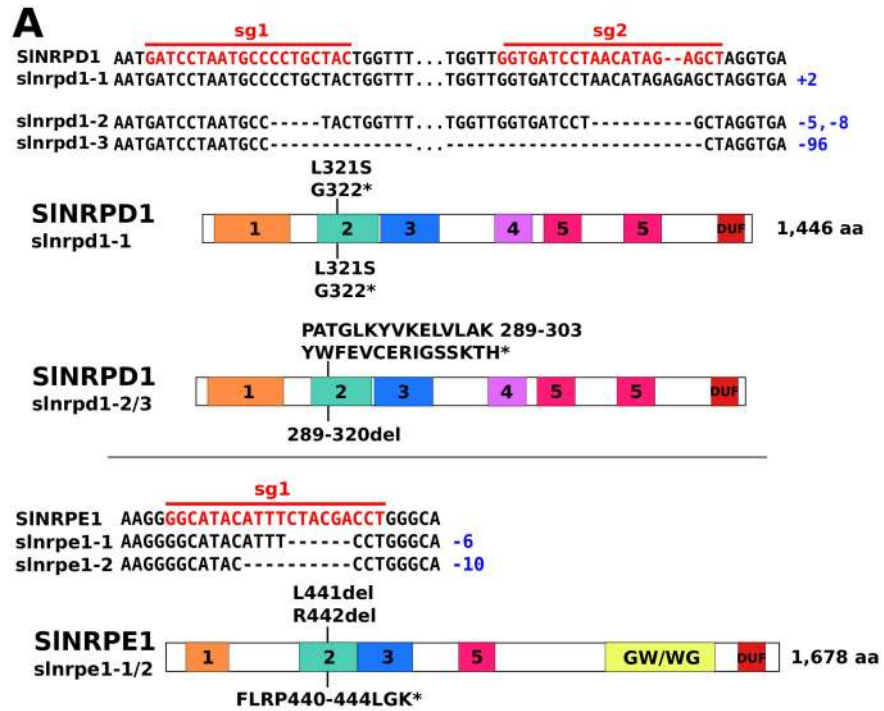 A
sg1 sg2
SlNRPD1 AATGATCCTAATGCCCCTGCTACTGGTTT...TGGTTGGTGATCCTAACATAG--AGCTAGGTGA
slnrpd1-1 AATGATCCTAATGCCCCTGCTACTGGTTT...TGGTTGGTGATCCTAACATAGAGAGCTAGGTGA +2
slnrpd1-2 AATGATCCTAATGCC-----TACTGGTTT...TGGTTGGTGATCCT----------GCTAGGTGA -5,-8
slnrpd1-3 AATGATCCTAATGCC--------------...---------------------------CTAGGTGA -96
L321S
G322*
SlNRPD1
slnrpd1-1
1 2 3 4 5 5 DUF 1,446 aa
L321S
G322*
PATGLKYVKELVLAK 289-303
YWFEVCERIGSSKTH*
SlNRPD1
slnrpd1-2/3
1 2 3 4 5 5 DUF
289-320del
sg1
SlNRPE1 AAGGGGCATACATTTCTACGACCTGGGCA
slnrpe1-1 AAGGGGCATACATTT------CCTGGGCA -6
slnrpe1-2 AAGGGGCATAC----------CCTGGGCA -10
L441del
R442del
SlNRPE1
slnrpe1-1/2
1 2 3 5 GW/WG DUF 1,678 aa
FLRP440-444LGK*